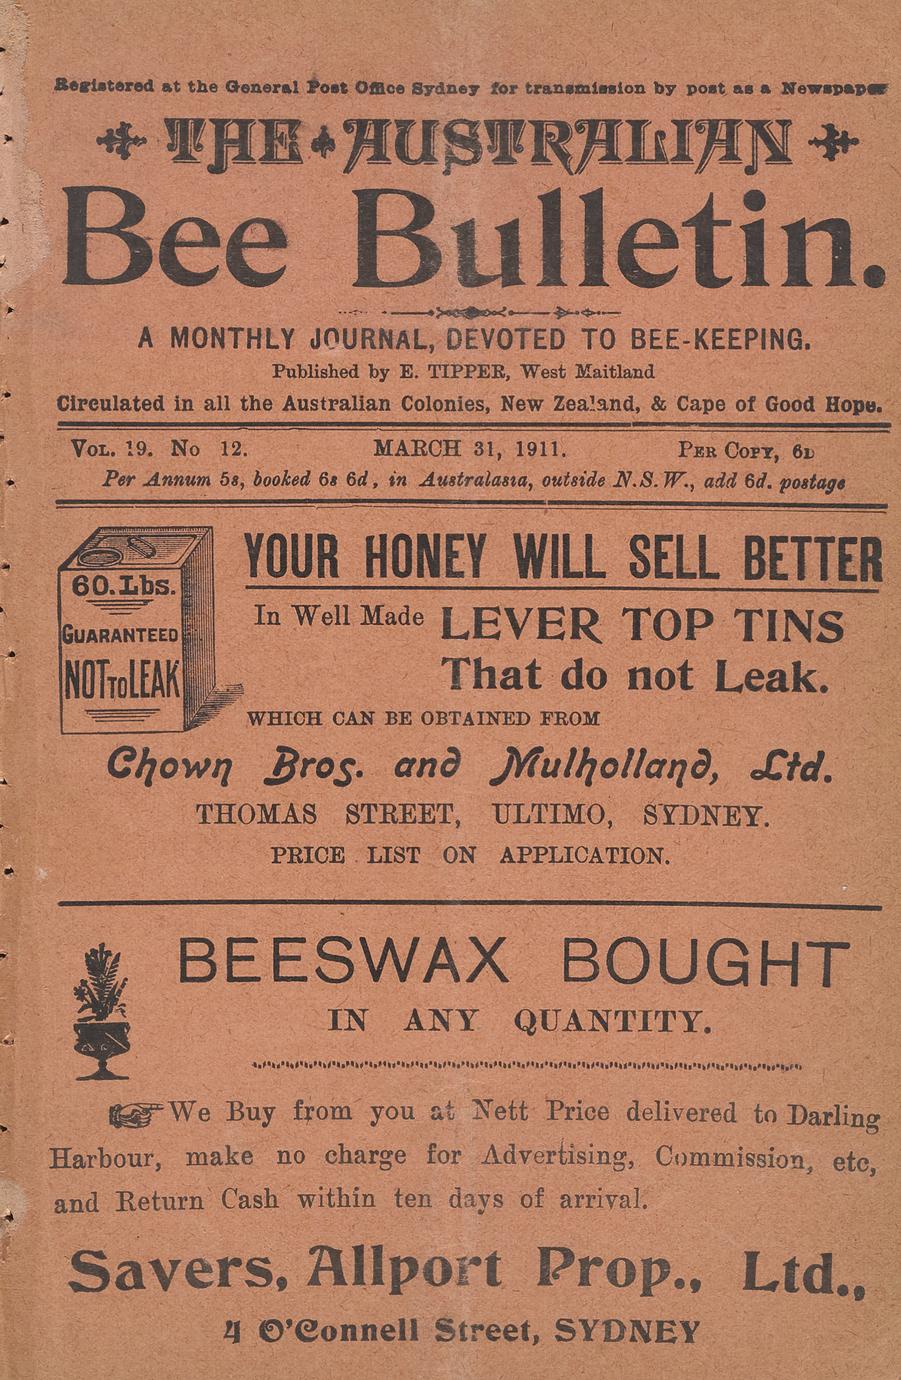 Registered at the General Post Office Sydney for transmission by post as a Newspaper
THE AUSTRALIAN
Bee Bulletin.
A MONTHLY JOURNAL, DEVOTED TO BEE-KEEPING.
Published by E. TIPPER, West Maitland
Circulated in all the Australian Colonies, New Zealand, & Cape of Good Hope.
VOL. 19. No 12. MARCH 31, 1911. PER COPY, 6D
Per Annum 5s, booked 6s 6d, in Australasia, outside N.S.W., add 6d. postage
60.Lbs.
GUARANTEED
NOT TO LEAK
YOUR HONEY WILL SELL BETTER
In Well Made LEVER TOP TINS
That do not Leak.
WHICH CAN BE OBTAINED FROM
Chown Bros. and Mulholland, Ltd.
THOMAS STREET, ULTIMO, SYDNEY.
PRICE LIST ON APPLICATION.
BEESWAX BOUGHT
IN ANY QUANTITY.
We Buy from you at Nett Price delivered to Darling
Harbour, make no charge for Advertising, Commission, etc,
and Return Cash within ten days of arrival.
Savers, Allport Prop., Ltd.,
4 O'Connell Street, SYDNEY